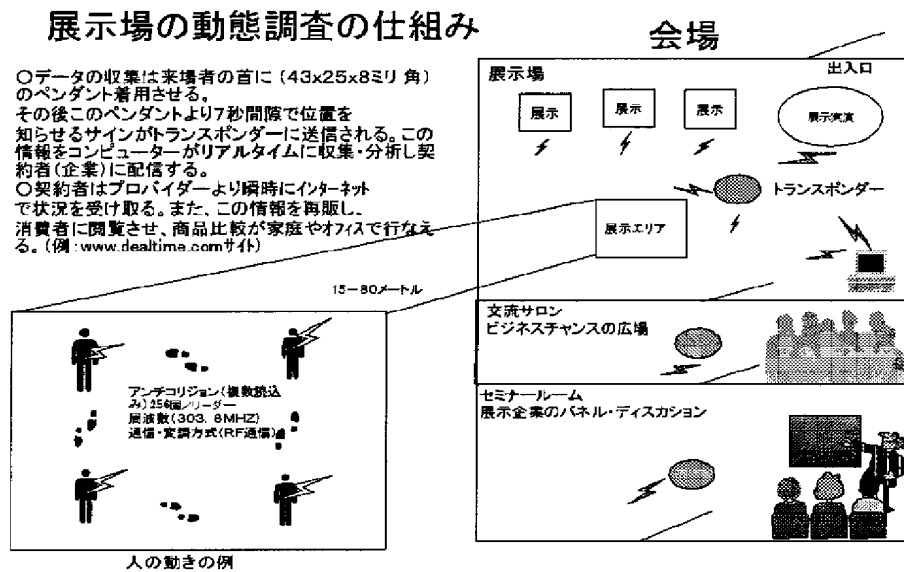 展示場の動態調査の仕組み
○データの収集は来場者の首に (43x25x8ミリ 角)
のペンダント着用させる。
その後このペンダントより7秒間隙で位置を
知らせるサインがトランスポンダーに送信される。この
情報をコンピューターがリアルタイムに収集・分析し契
約者(企業)に配信する。
○契約者はプロバイダーより瞬時にインターネット
で状況を受け取る。また、この情報を再販し、
消費者に閲覧させ、商品比較が家庭やオフィスで行なえ
る。(例:www.dealtime.comサイト)
会場
展示場
出入口
展示
展示
展示
展示実演
トランスポンダー
展示エリア
15-80メートル
交流サロン
ビジネスチャンスの広場
セミナールーム
展示企業のパネル・ディスカション
アンチコリジョン(複数読込
み)256個/リーダー
周波数(303. 8MHZ)
通信・変調方式(RF通信)
人の動きの例